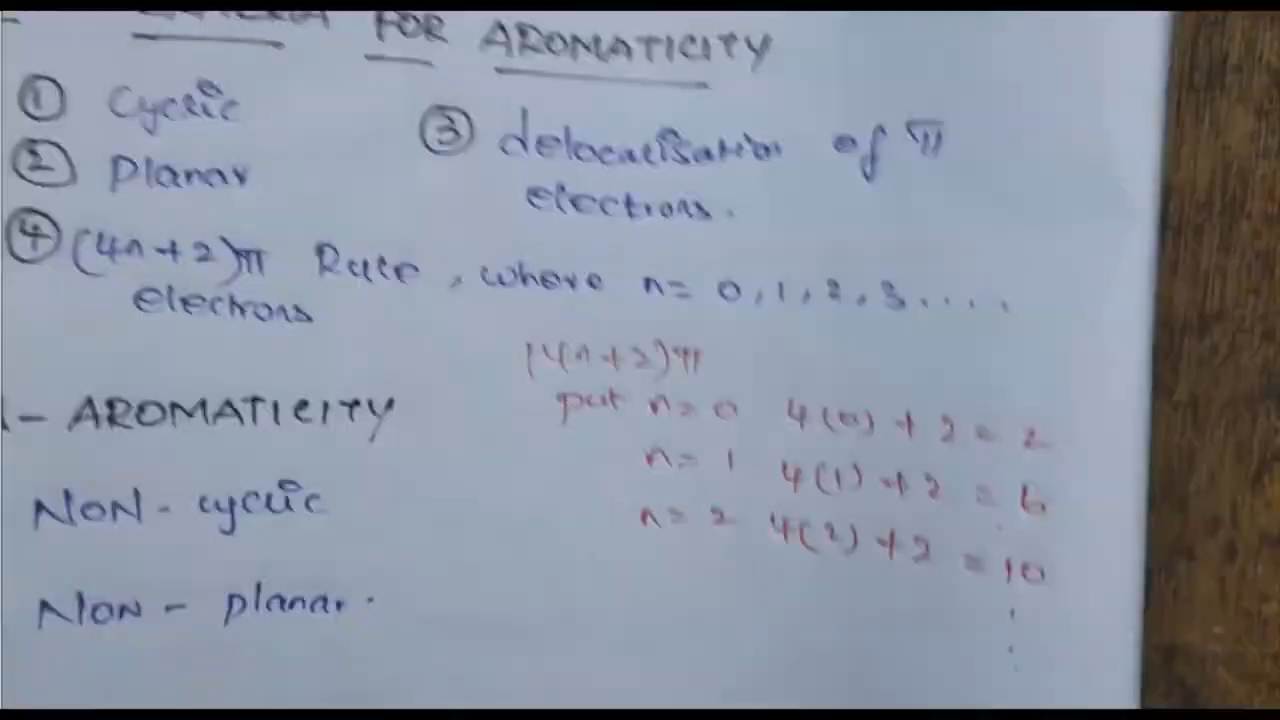 FOR AROMATICITY
① Cyclic
② Planar
③ delocalisation of π
electrons.
④ (4n+2)π Rule, where n= 0,1,2,3....
electrons
- AROMATICITY
NON-cyclic
NON - planar.
(4n+2)π
put n=0 4(0)+2=2
n=1 4(1)+2=6
n=2 4(2)+2=10